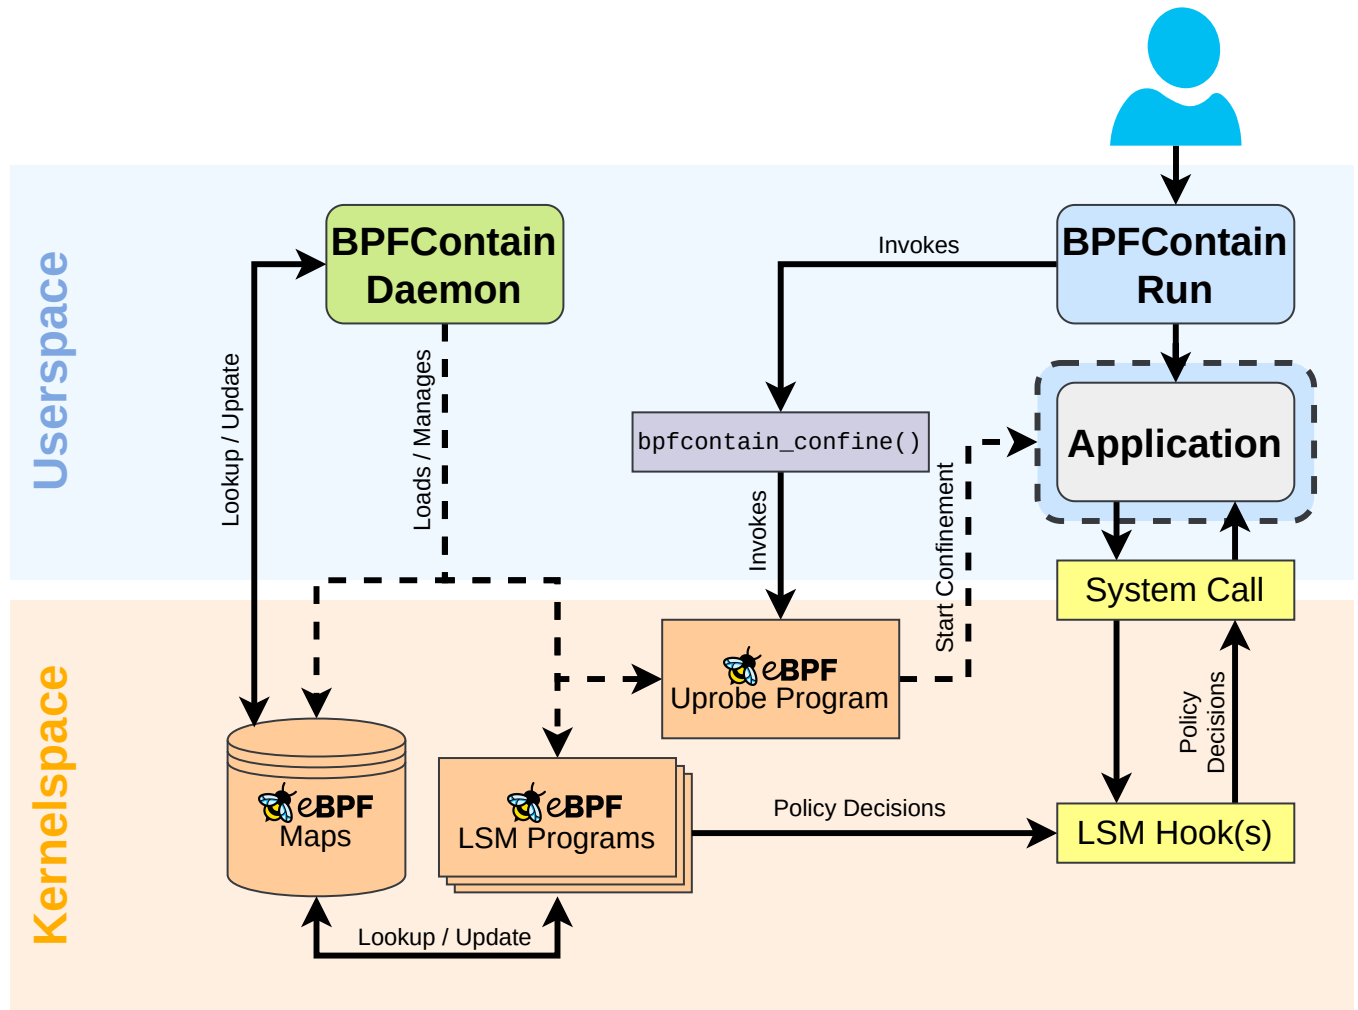 Userspace
BPFContain
Daemon
BPFContain
Run
Invokes
Lookup / Update
Loads / Manages
bpfcontain_confine()
Application
Invokes
Start Confinement
System Call
Kernelspace
eBPF
Uprobe Program
Policy
Decisions
eBPF
Maps
eBPF
LSM Programs
Policy Decisions
LSM Hook(s)
Lookup / Update